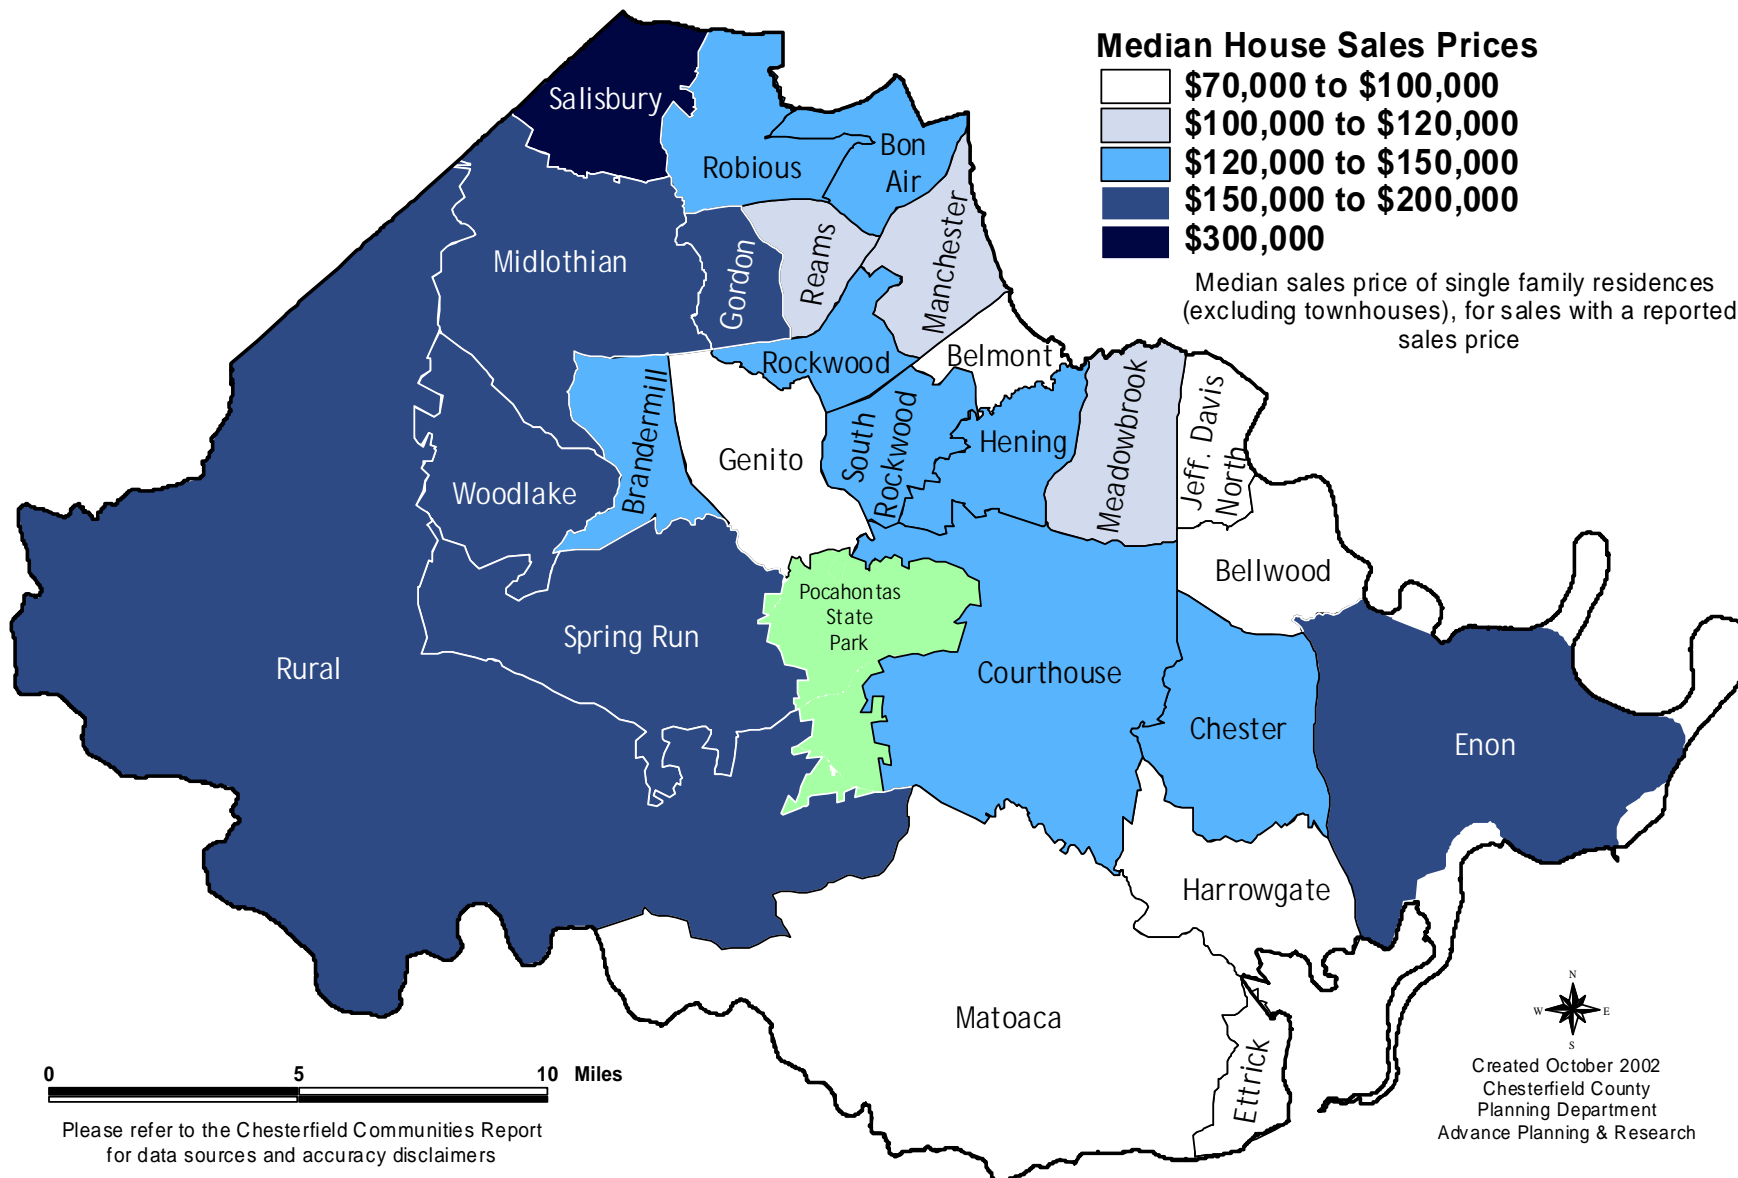 Median House Sales Prices
$70,000 to $100,000
$100,000 to $120,000
$120,000 to $150,000
$150,000 to $200,000
$300,000
Median sales price of single family residences
(excluding townhouses), for sales with a reported
sales price
Salisbury
Robious
Bon
Air
Midlothian
Gordon
Reams
Manchester
Rockwood
Belmont
Brandermill
Genito
South
Rockwood
Hening
Meadowbrook
Jeff. Davis
North
Woodlake
Bellwood
Pocahontas
State
Park
Spring Run
Rural
Courthouse
Chester
Enon
Harrowgate
Matoaca
Ettrick
N
W
E
S
0
5
10
Miles
Please refer to the Chesterfield Communities Report
for data sources and accuracy disclaimers
Created October 2002
Chesterfield County
Planning Department
Advance Planning & Research